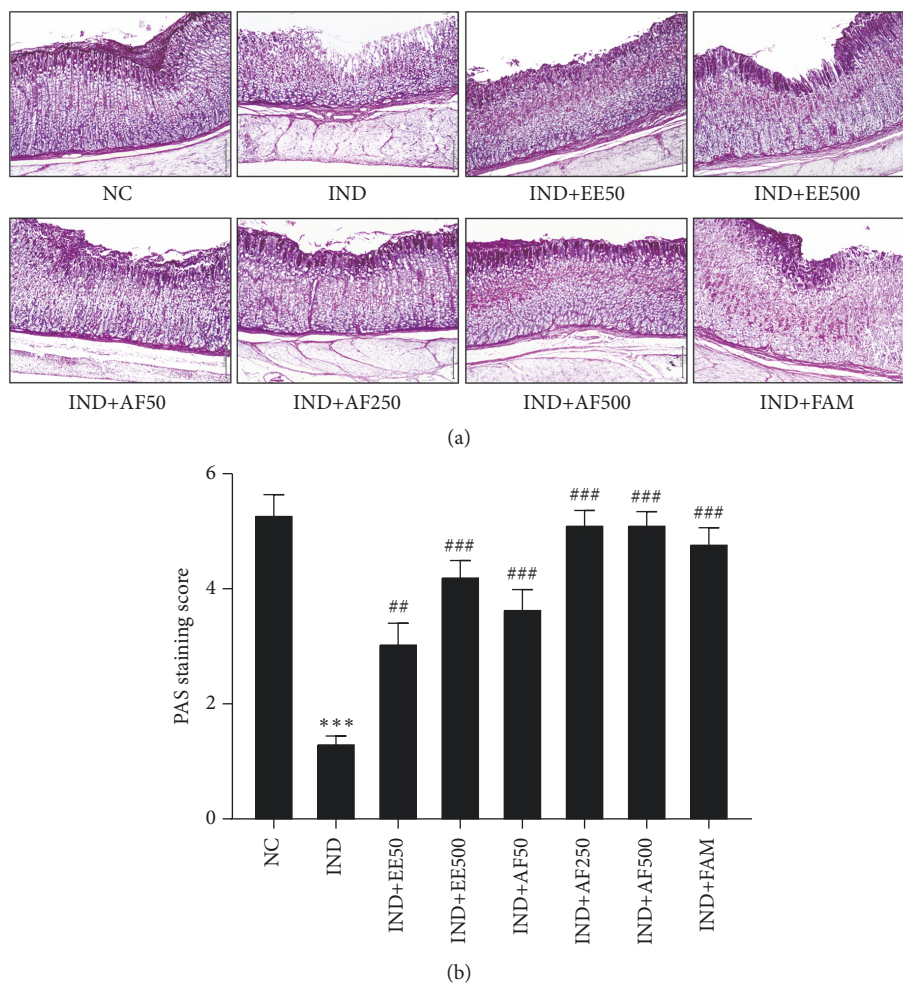 NC IND IND+EE50 IND+EE500
IND+AF50 IND+AF250 IND+AF500 IND+FAM
(a)
6
4
2
0
PAS staining score
***
##
###
###
###
###
###
NC
IND
IND+EE50
IND+EE500
IND+AF50
IND+AF250
IND+AF500
IND+FAM
(b)